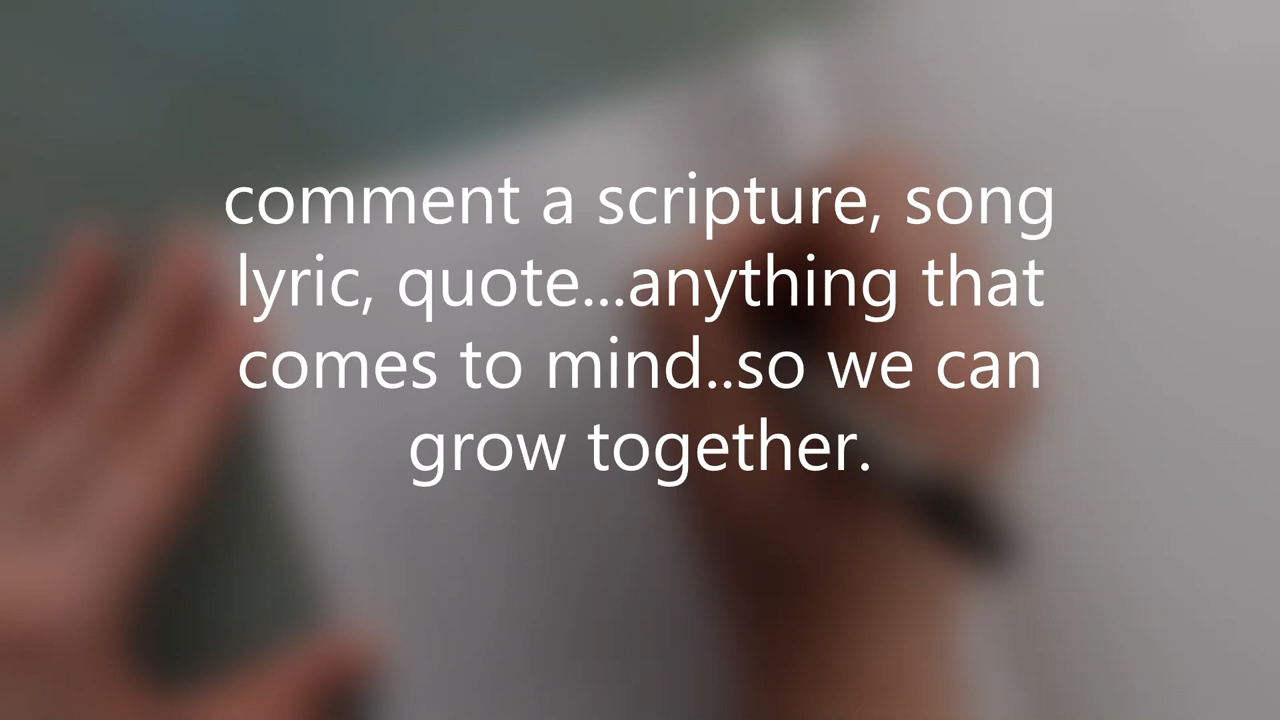 comment a scripture, song
lyric, quote...anything that
comes to mind..so we can
grow together.